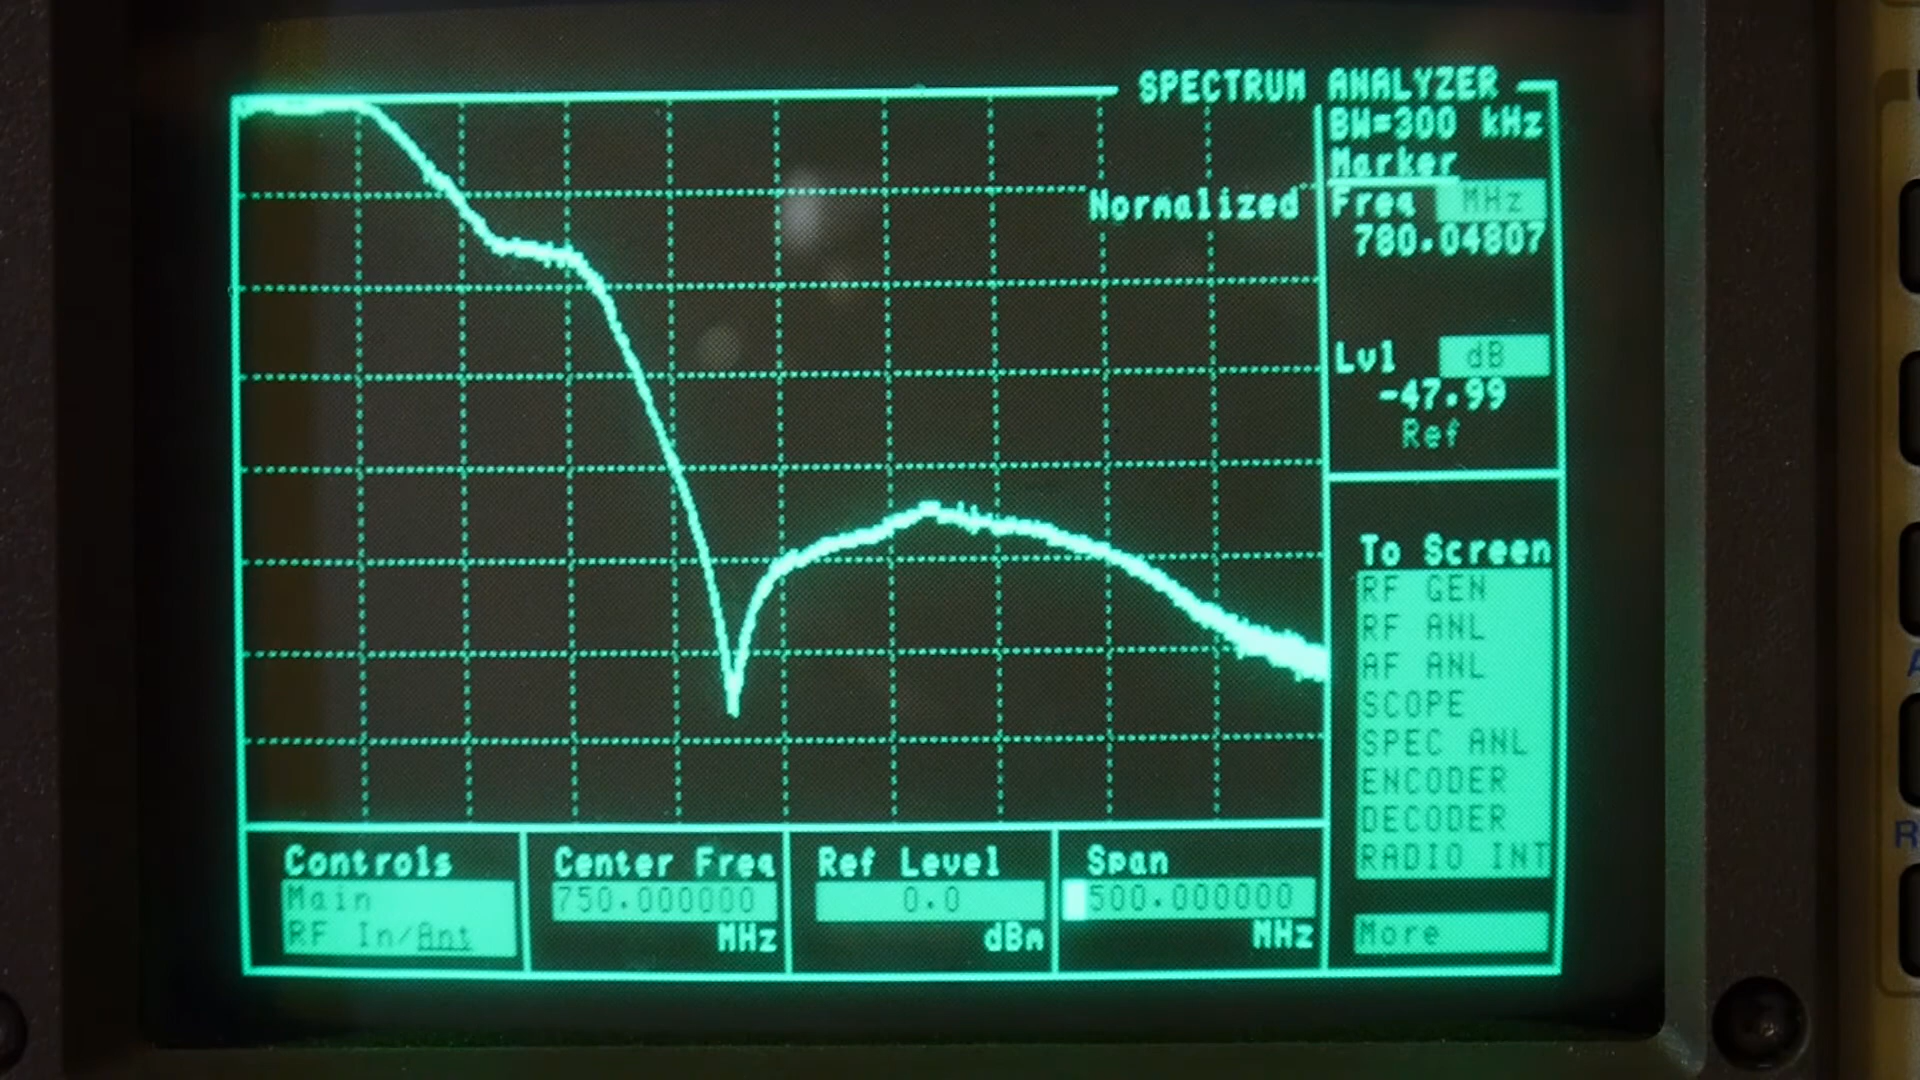 SPECTRUM ANALYZER
BW=300 kHz
Marker
Freq MHz
780.04807
Normalized
Lvl dB
-47.99
Ref
To Screen
RF GEN
RF ANL
AF ANL
SCOPE
SPEC ANL
ENCODER
DECODER
RADIO INT
More
Controls
Main
RF In/Ant
Center Freq
750.000000
MHz
Ref Level
0.0
dBm
Span
500.000000
MHz